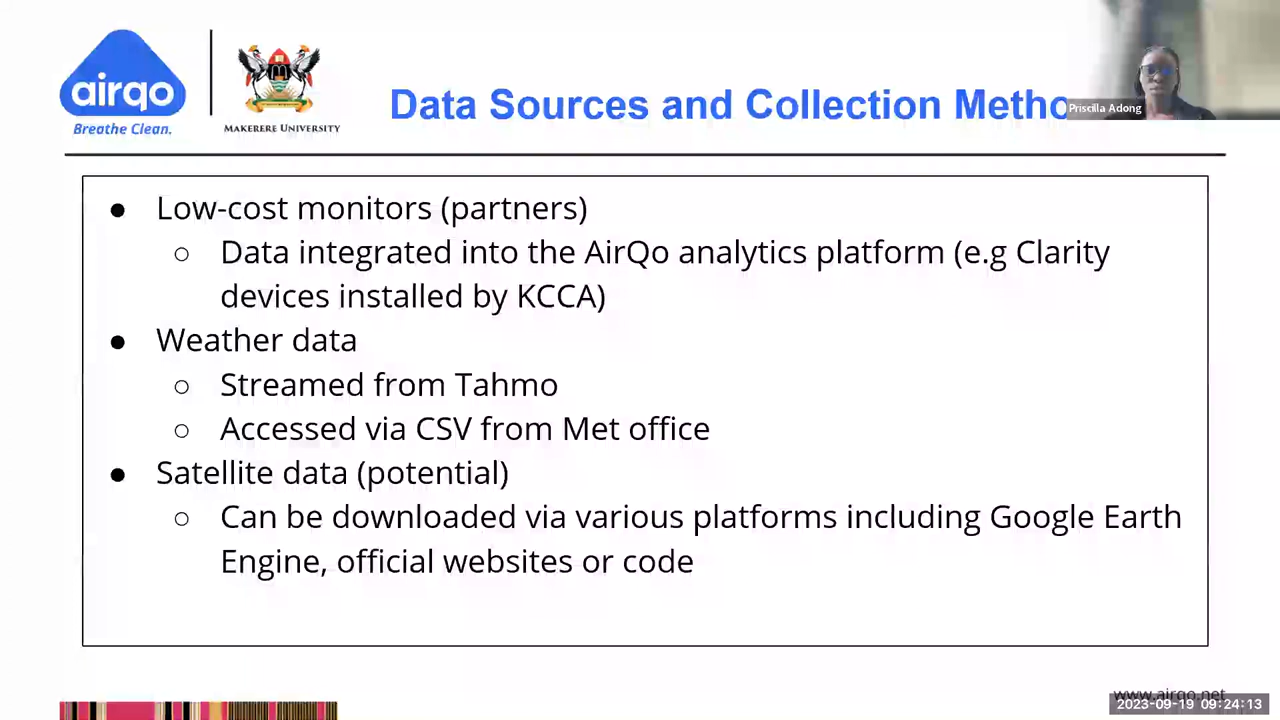 airqo
Breathe Clean.
MAKERERE UNIVERSITY
Data Sources and Collection Metho
Priscilla Adong
● Low-cost monitors (partners)
○ Data integrated into the AirQo analytics platform (e.g Clarity
devices installed by KCCA)
● Weather data
○ Streamed from Tahmo
○ Accessed via CSV from Met office
● Satellite data (potential)
○ Can be downloaded via various platforms including Google Earth
Engine, official websites or code
www.airqo.net
2023-09-19 09:24:13